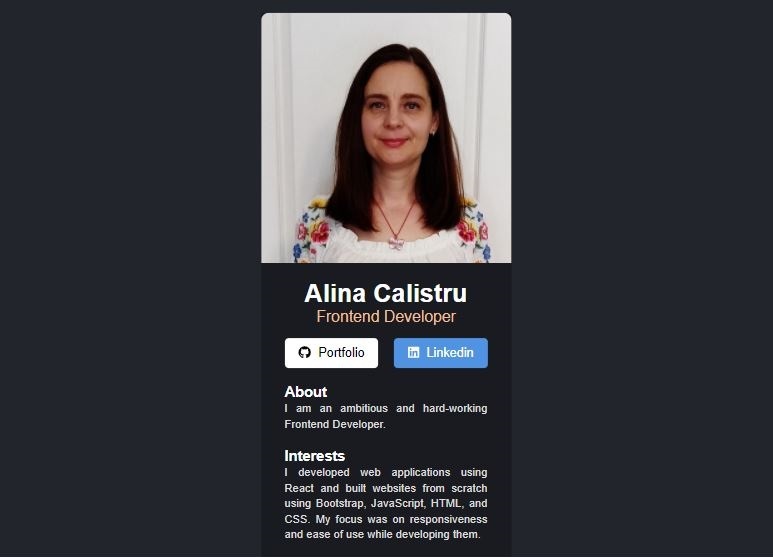 Alina Calistru
Frontend Developer
Portfolio
Linkedin
About
I am an ambitious and hard-working
Frontend Developer.
Interests
I developed web applications using
React and built websites from scratch
using Bootstrap, JavaScript, HTML, and
CSS. My focus was on responsiveness
and ease of use while developing them.